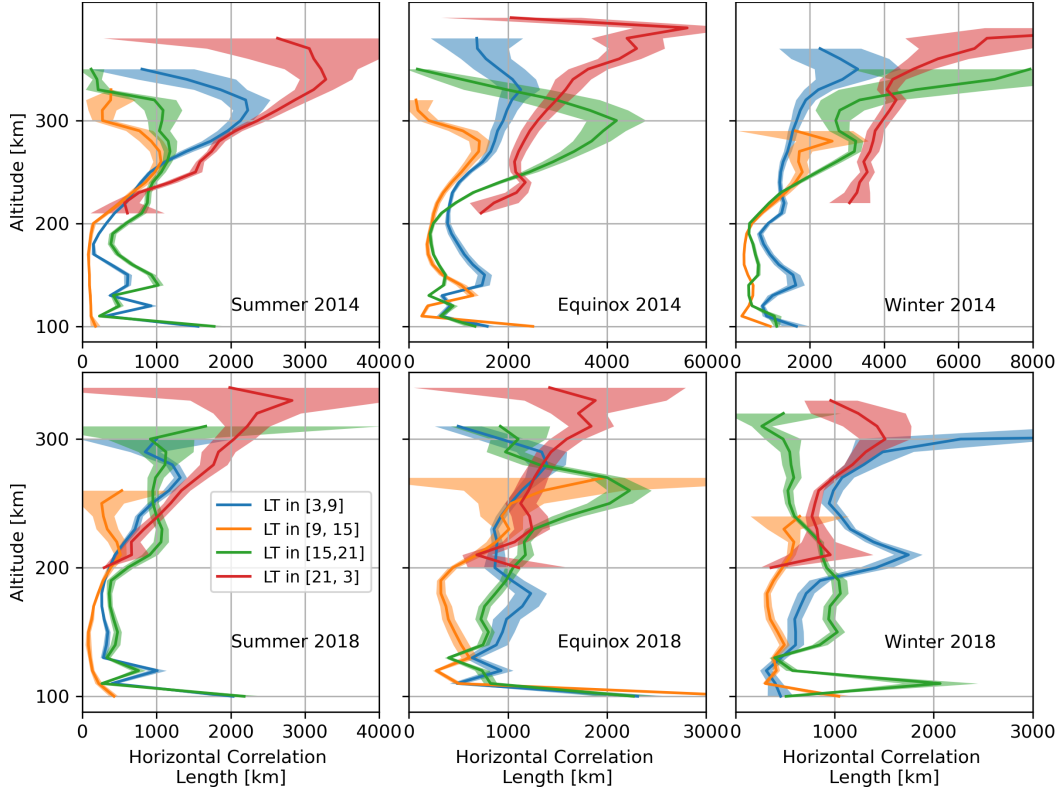 Altitude [km]
300
200
100
Summer 2014
Equinox 2014
Winter 2014
0 1000 2000 3000 4000
0 2000 4000 6000
0 2000 4000 6000 8000
Altitude [km]
300
200
100
LT in [3,9]
LT in [9, 15]
LT in [15,21]
LT in [21, 3]
Summer 2018
Equinox 2018
Winter 2018
0 1000 2000 3000 4000
0 1000 2000 3000
0 1000 2000 3000
Horizontal Correlation
Length [km]
Horizontal Correlation
Length [km]
Horizontal Correlation
Length [km]